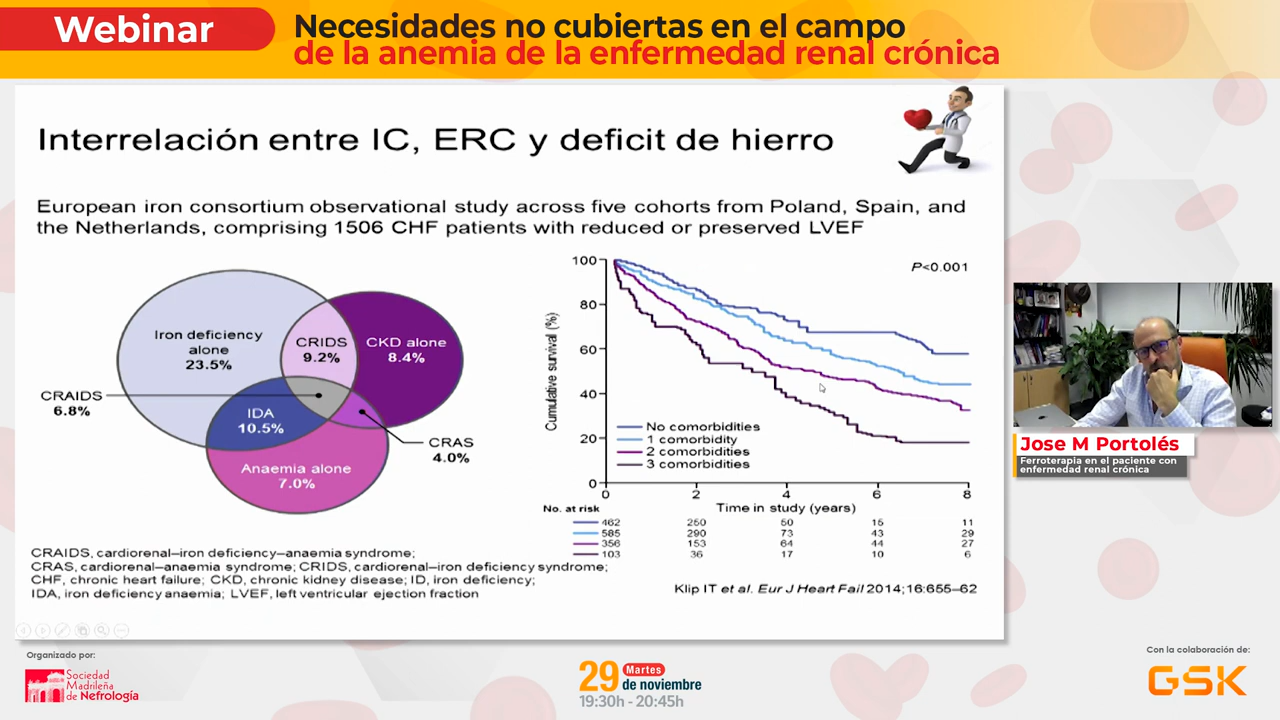 Webinar
Necesidades no cubiertas en el campo
de la anemia de la enfermedad renal crónica
Interrelación entre IC, ERC y deficit de hierro
European iron consortium observational study across five cohorts from Poland, Spain, and
the Netherlands, comprising 1506 CHF patients with reduced or preserved LVEF
Iron deficiency
alone
23.5%
CRIDS
9.2%
CKD alone
8.4%
CRAIDS
6.8%
IDA
10.5%
CRAS
4.0%
Anaemia alone
7.0%
P<0.001
Cumulative survival (%)
100
80
60
40
20
0
No comorbidities
1 comorbidity
2 comorbidities
3 comorbidities
0 2 4 6 8
No. at risk
Time in study (years)
462 250 50 15 11
585 290 73 43 29
356 153 64 44 27
103 36 17 10 6
CRAIDS, cardiorenal–iron deficiency–anaemia syndrome;
CRAS, cardiorenal–anaemia syndrome; CRIDS, cardiorenal–iron deficiency syndrome;
CHF, chronic heart failure; CKD, chronic kidney disease; ID, iron deficiency;
IDA, iron deficiency anaemia; LVEF, left ventricular ejection fraction
Klip IT et al. Eur J Heart Fail 2014;16:655–62
Jose M Portolés
Ferroterapia en el paciente con
enfermedad renal crónica
Organizado por:
Sociedad
Madrileña
de Nefrología
29
Martes
de noviembre
19:30h - 20:45h
Con la colaboración de:
GSK